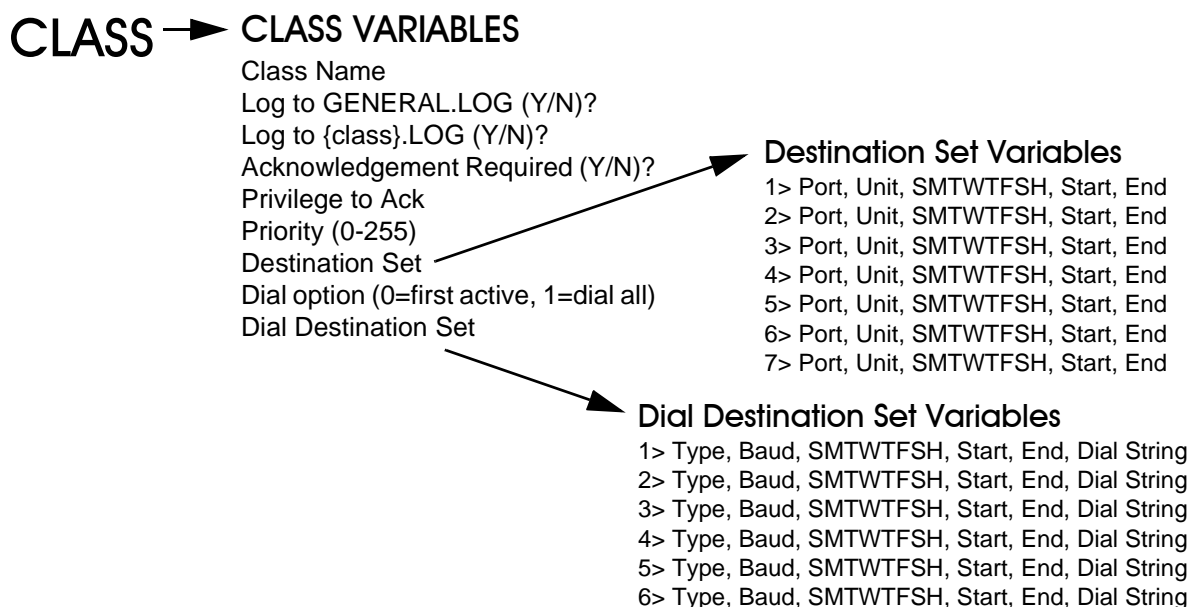 CLASS
CLASS VARIABLES
Class Name
Log to GENERAL.LOG (Y/N)?
Log to {class}.LOG (Y/N)?
Acknowledgement Required (Y/N)?
Privilege to Ack
Priority (0-255)
Destination Set
Dial option (0=first active, 1=dial all)
Dial Destination Set
Destination Set Variables
1> Port, Unit, SMTWTFSH, Start, End
2> Port, Unit, SMTWTFSH, Start, End
3> Port, Unit, SMTWTFSH, Start, End
4> Port, Unit, SMTWTFSH, Start, End
5> Port, Unit, SMTWTFSH, Start, End
6> Port, Unit, SMTWTFSH, Start, End
7> Port, Unit, SMTWTFSH, Start, End
Dial Destination Set Variables
1> Type, Baud, SMTWTFSH, Start, End, Dial String
2> Type, Baud, SMTWTFSH, Start, End, Dial String
3> Type, Baud, SMTWTFSH, Start, End, Dial String
4> Type, Baud, SMTWTFSH, Start, End, Dial String
5> Type, Baud, SMTWTFSH, Start, End, Dial String
6> Type, Baud, SMTWTFSH, Start, End, Dial String